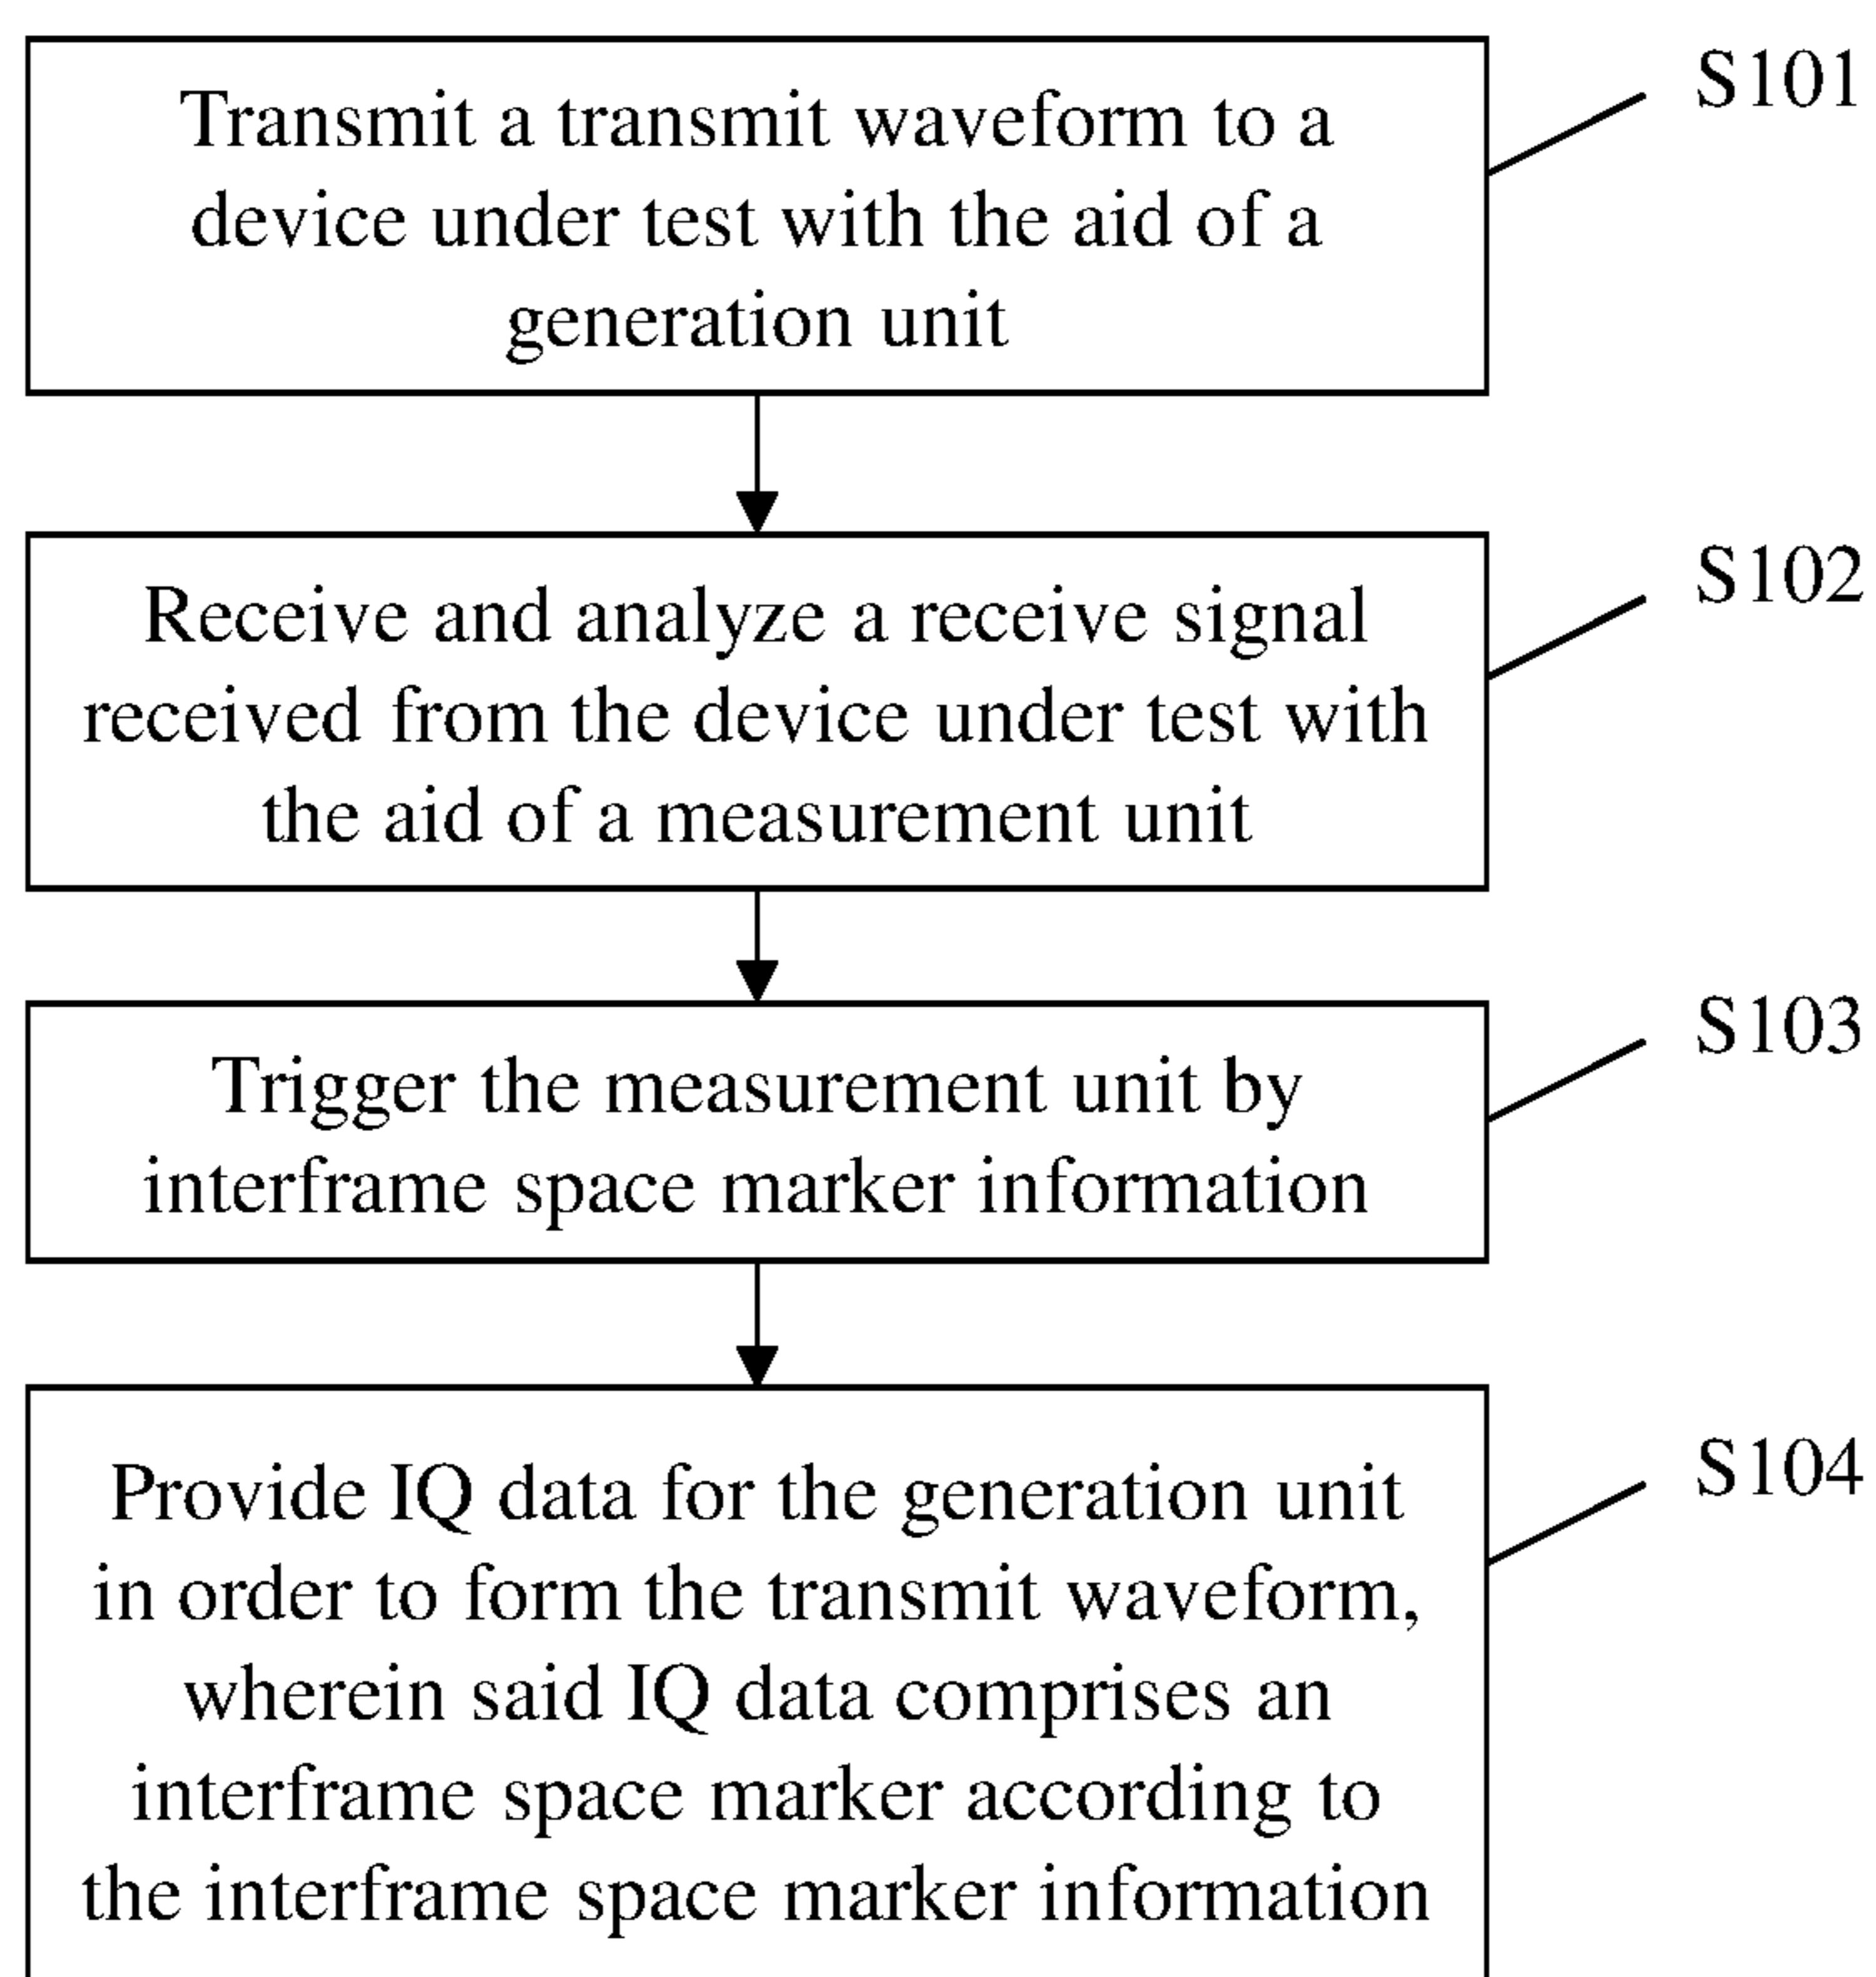 Transmit a transmit waveform to a
device under test with the aid of a
generation unit
S101
Receive and analyze a receive signal
received from the device under test with
the aid of a measurement unit
S102
Trigger the measurement unit by
interframe space marker information
S103
Provide IQ data for the generation unit
in order to form the transmit waveform,
wherein said IQ data comprises an
interframe space marker according to
the interframe space marker information
S104